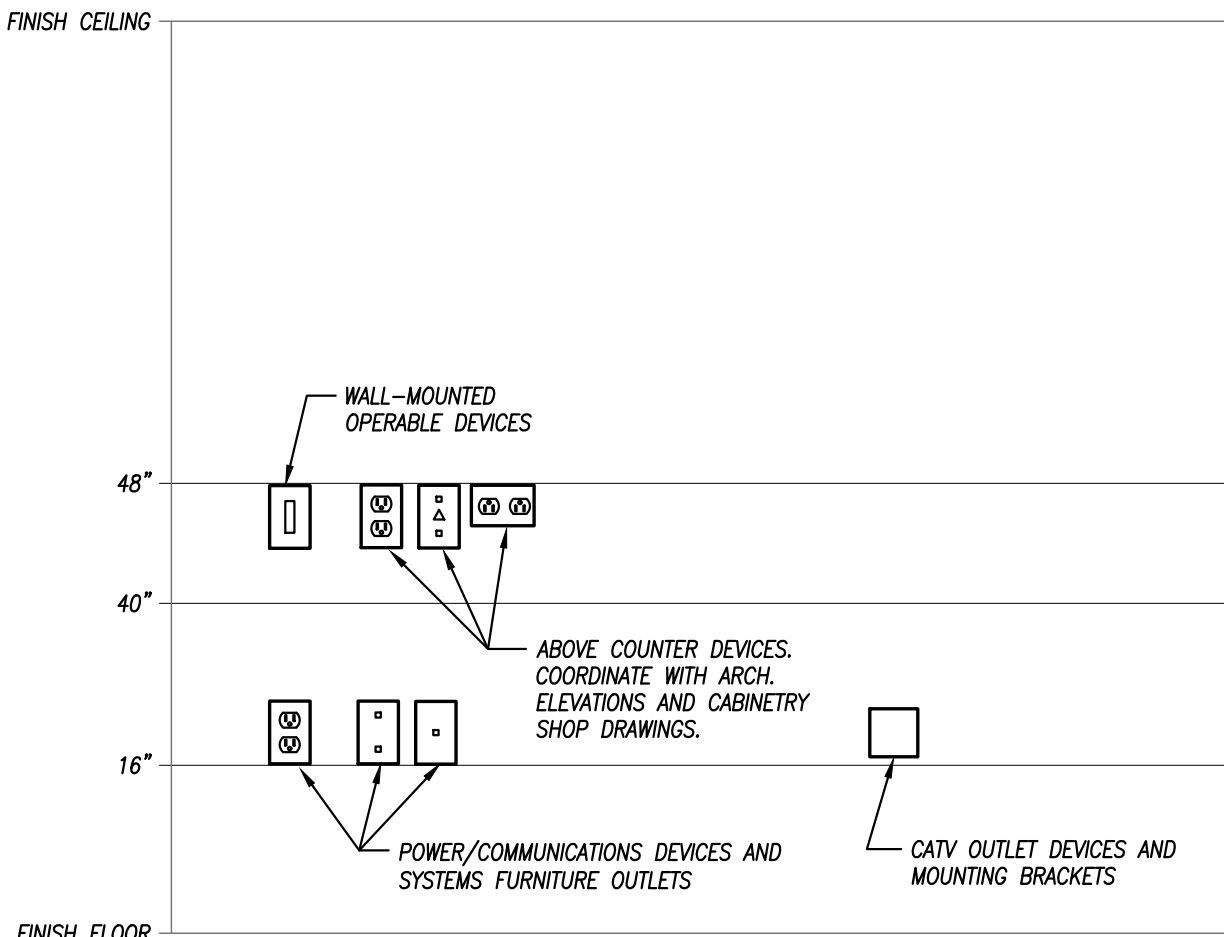 FINISH CEILING
WALL-MOUNTED
OPERABLE DEVICES
48"
40"
ABOVE COUNTER DEVICES.
COORDINATE WITH ARCH.
ELEVATIONS AND CABINETRY
SHOP DRAWINGS.
16"
POWER/COMMUNICATIONS DEVICES AND
SYSTEMS FURNITURE OUTLETS
CATV OUTLET DEVICES AND
MOUNTING BRACKETS
FINISH FLOOR